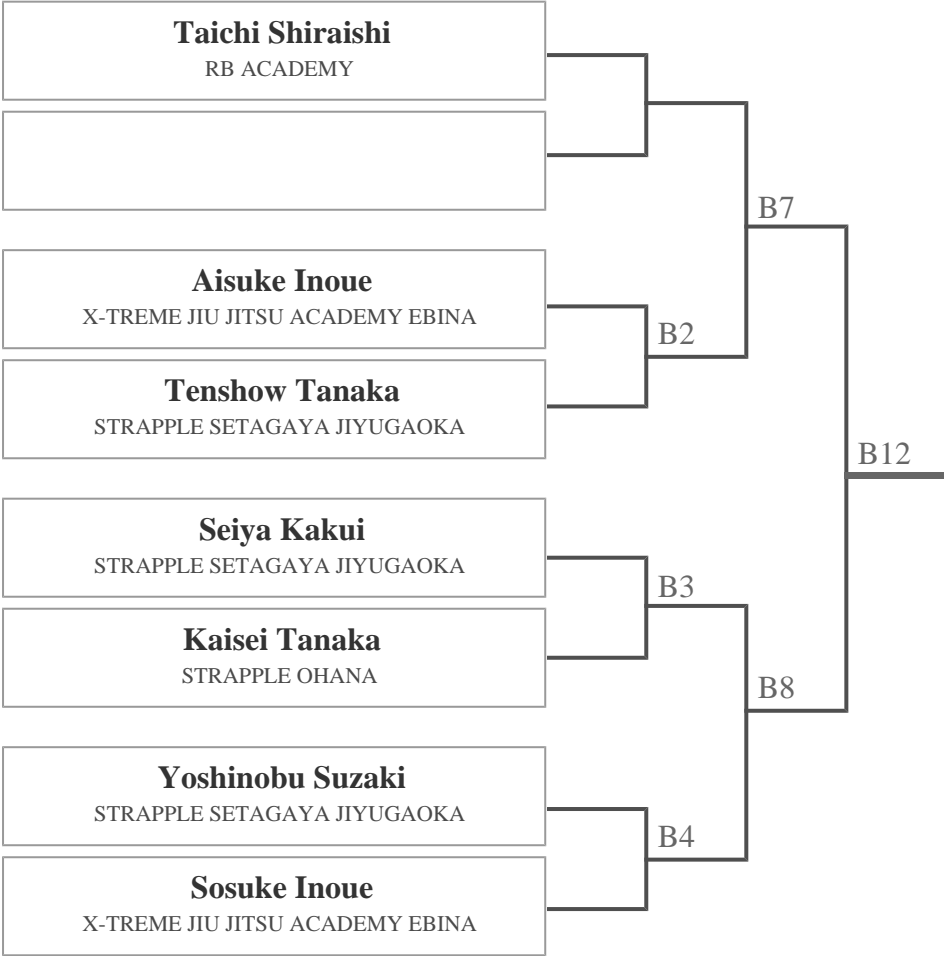 Taichi Shiraishi
RB ACADEMY
B7
Aisuke Inoue
X-TREME JIU JITSU ACADEMY EBINA
B2
Tenshow Tanaka
STRAPPLE SETAGAYA JIYUGAOKA
B12
Seiya Kakui
STRAPPLE SETAGAYA JIYUGAOKA
B3
Kaisei Tanaka
STRAPPLE OHANA
B8
Yoshinobu Suzaki
STRAPPLE SETAGAYA JIYUGAOKA
B4
Sosuke Inoue
X-TREME JIU JITSU ACADEMY EBINA